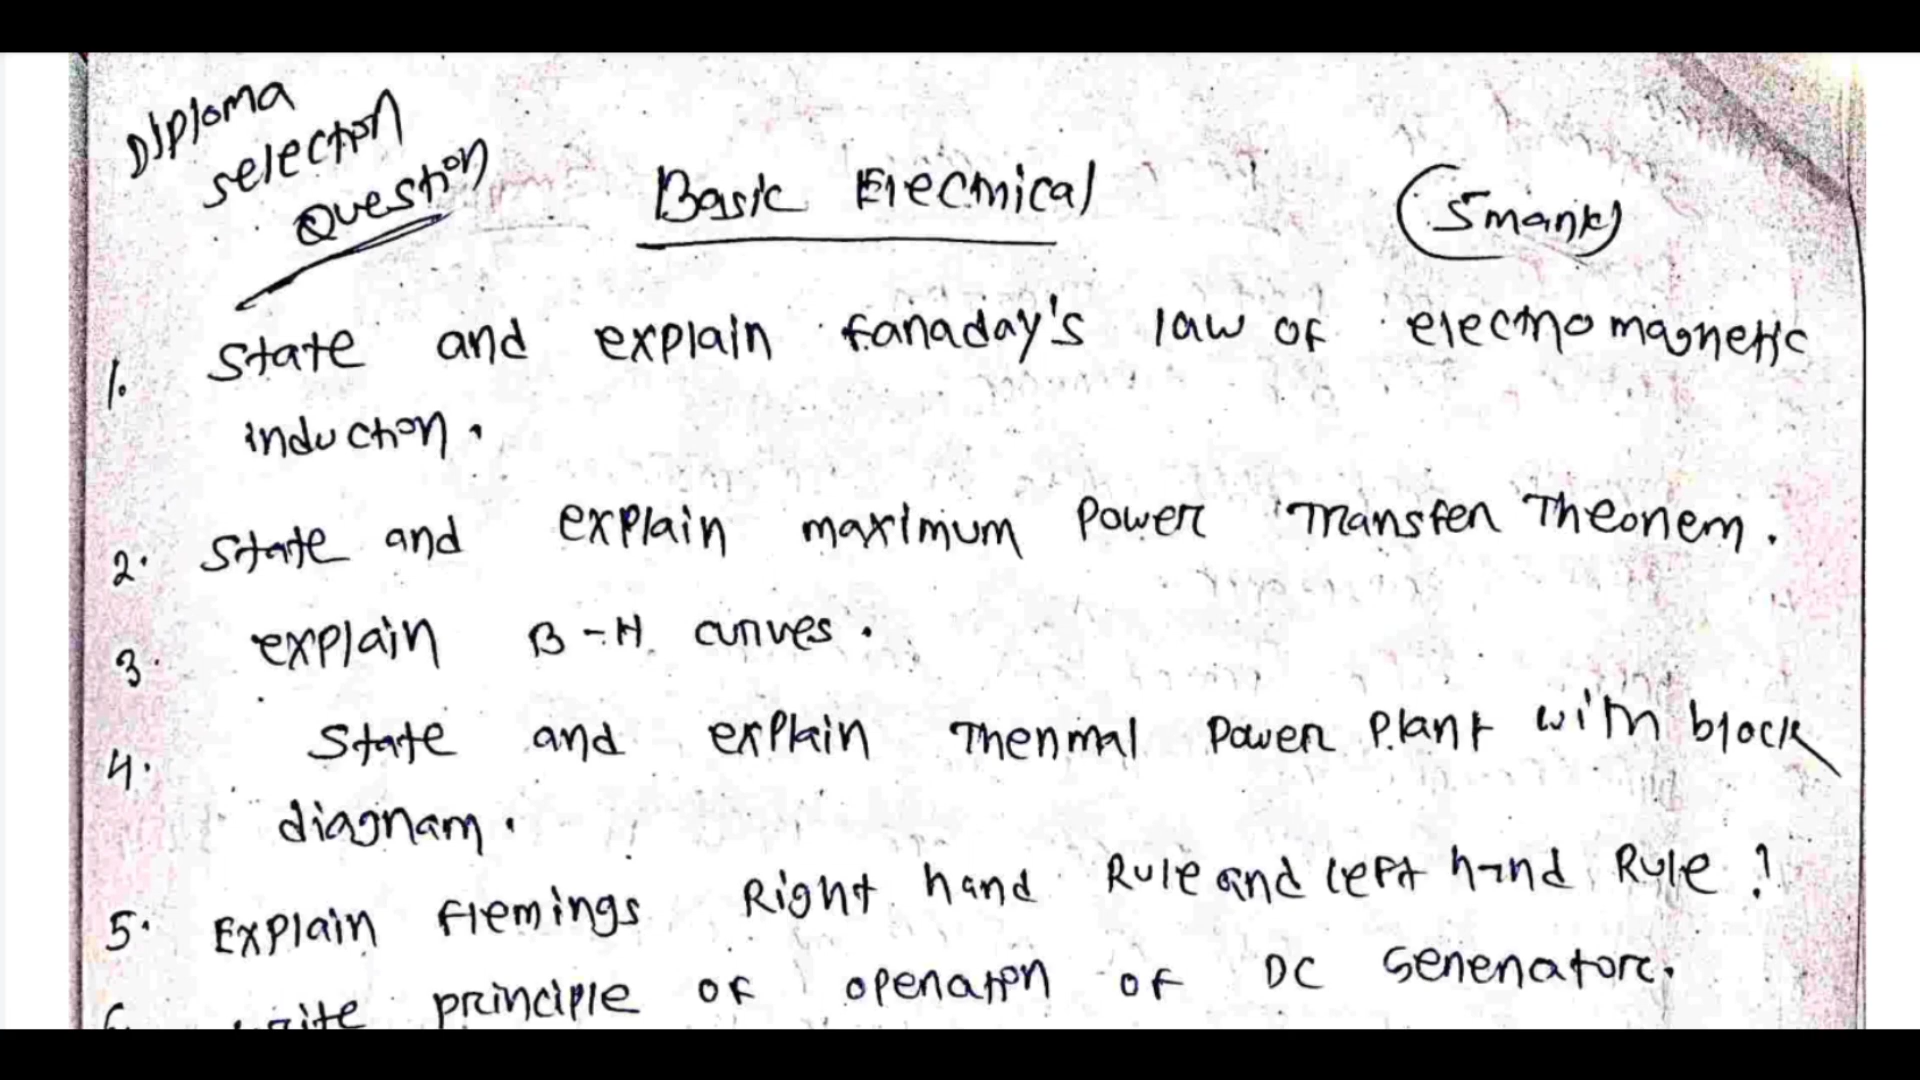 Diploma
selection
Question
Basic Electrical
5 mark
1. State and explain faraday's law of electromagnetic
induction.
2. State and explain maximum Power Transfer Theorem.
3. explain B-H curves.
4. State and explain Thermal Power Plant with block
diagram.
5. Explain flemings Right hand Rule and left hand Rule ?
principle of operation of DC Generator.